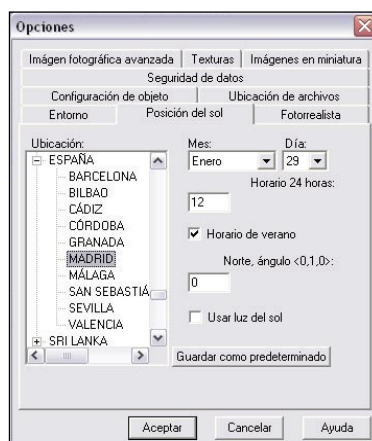 Opciones
Imágen fotográfica avanzada Texturas Imágenes en miniatura
Seguridad de datos
Configuración de objeto Ubicación de archivos
Entorno Posición del sol Fotorrealista
Ubicación:
ESPAÑA
BARCELONA
BILBAO
CÁDIZ
CÓRDOBA
GRANADA
MADRID
MÁLAGA
SAN SEBASTIÁ
SEVILLA
VALENCIA
SRI LANKA
Mes: Día:
Enero 29
Horario 24 horas:
12
Horario de verano
Norte, ángulo <0,1,0>:
0
Usar luz del sol
Guardar como predeterminado
Aceptar Cancelar Ayuda